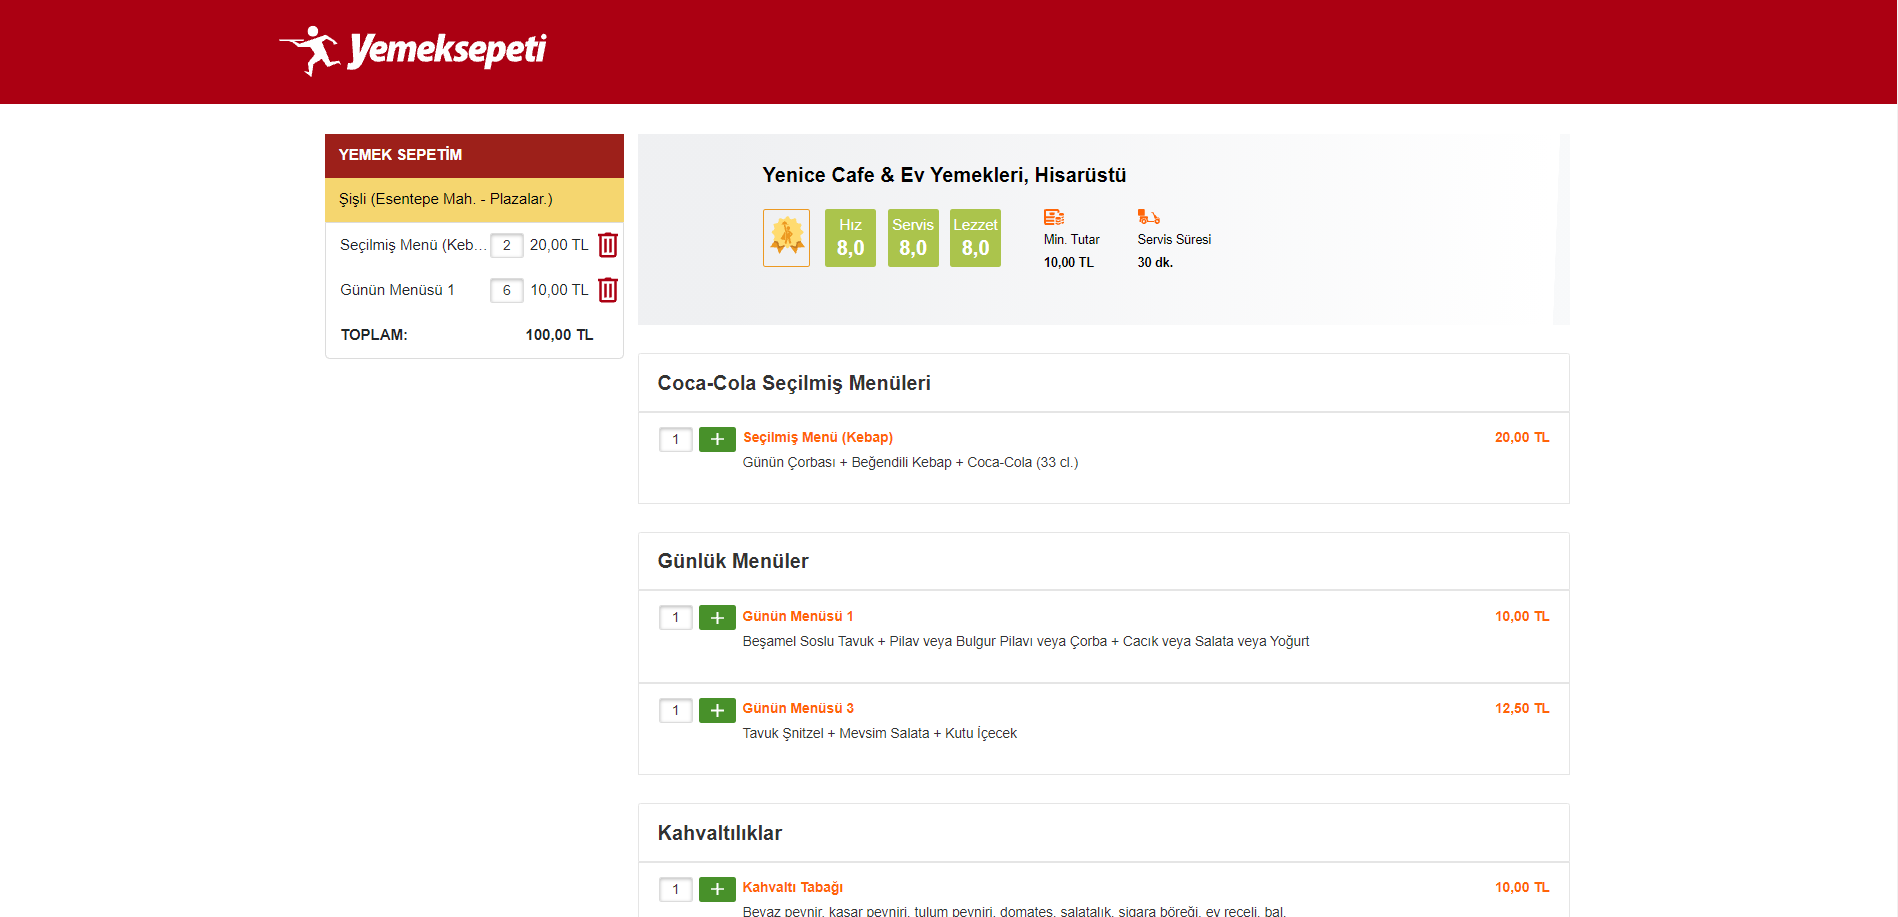 Yemeksepeti
YEMEK SEPETİM
Şişli (Esentepe Mah. - Plazalar.)
Seçilmiş Menü (Keb... 2 20,00 TL
Günün Menüsü 1 6 10,00 TL
TOPLAM: 100,00 TL
Yenice Cafe & Ev Yemekleri, Hisarüstü
Hız Servis Lezzet
8,0 8,0 8,0
Min. Tutar Servis Süresi
10,00 TL 30 dk.
Coca-Cola Seçilmiş Menüleri
1 + Seçilmiş Menü (Kebap) 20,00 TL
Günün Çorbası + Beğendili Kebap + Coca-Cola (33 cl.)
Günlük Menüler
1 + Günün Menüsü 1 10,00 TL
Beşamel Soslu Tavuk + Pilav veya Bulgur Pilavı veya Çorba + Cacık veya Salata veya Yoğurt
1 + Günün Menüsü 3 12,50 TL
Tavuk Şnitzel + Mevsim Salata + Kutu İçecek
Kahvaltılıklar
1 + Kahvaltı Tabağı 10,00 TL
Beyaz peynir, kaşar peyniri, tulum peyniri, domates, salatalık, sigara böreği, ev reçeli, bal,